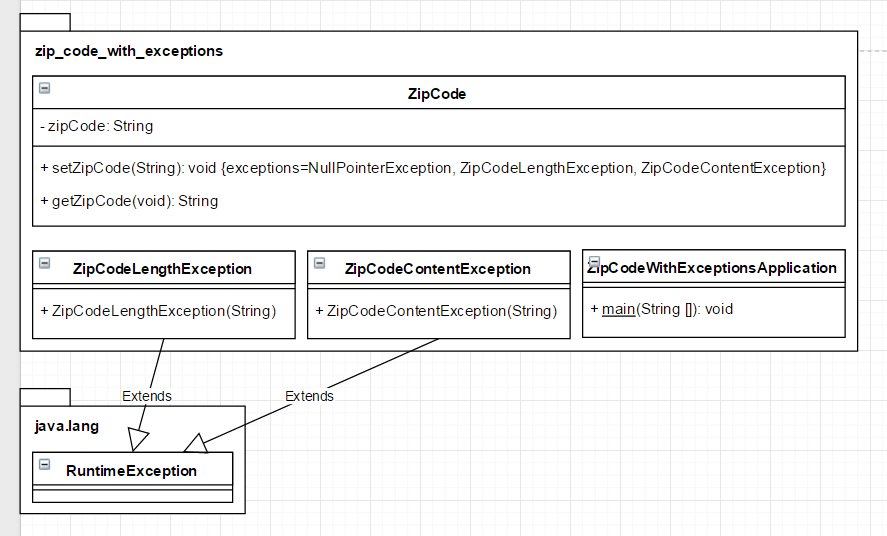 zip_code_with_exceptions
ZipCode
- zipCode: String
+ setZipCode(String): void {exceptions=NullPointerException, ZipCodeLengthException, ZipCodeContentException}
+ getZipCode(void): String
ZipCodeLengthException
+ ZipCodeLengthException(String)
ZipCodeContentException
+ ZipCodeContentException(String)
ZipCodeWithExceptionsApplication
+ main(String []): void
Extends
Extends
java.lang
RuntimeException